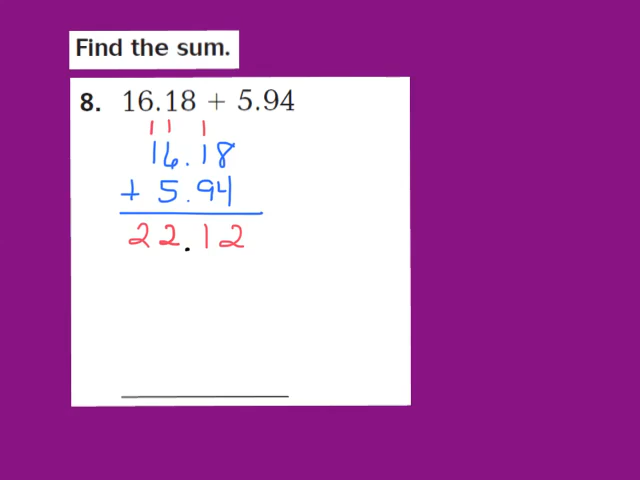 Find the sum.
8. 16.18 + 5.94
1 1 1
16.18
+ 5.94
22.12